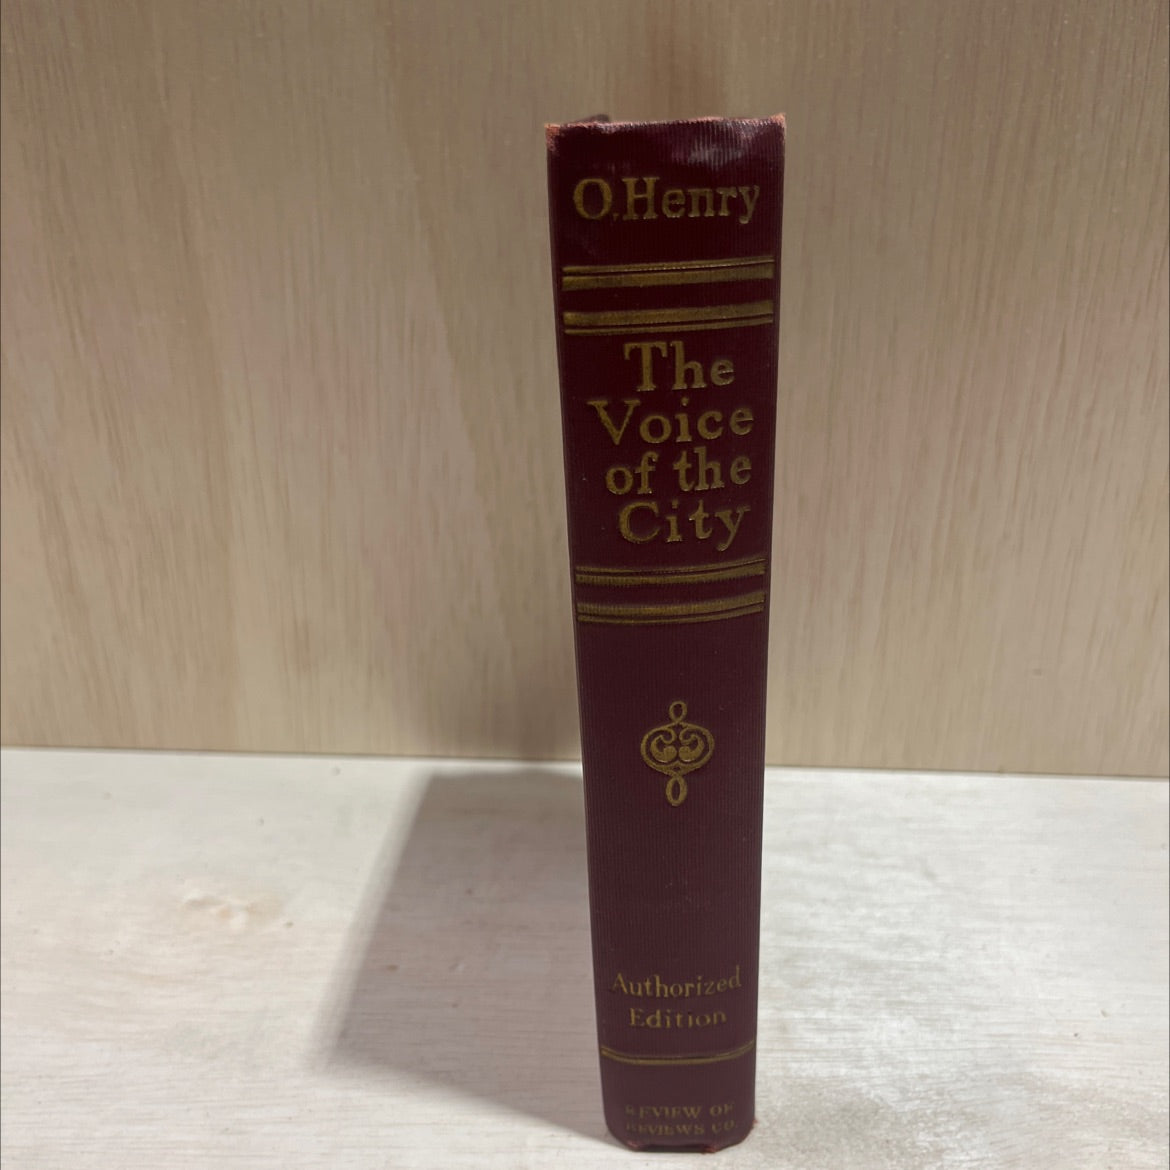 O. Henry
The
Voice
of the
City
Authorized
Edition
REVIEW OF
REVIEWS CO.